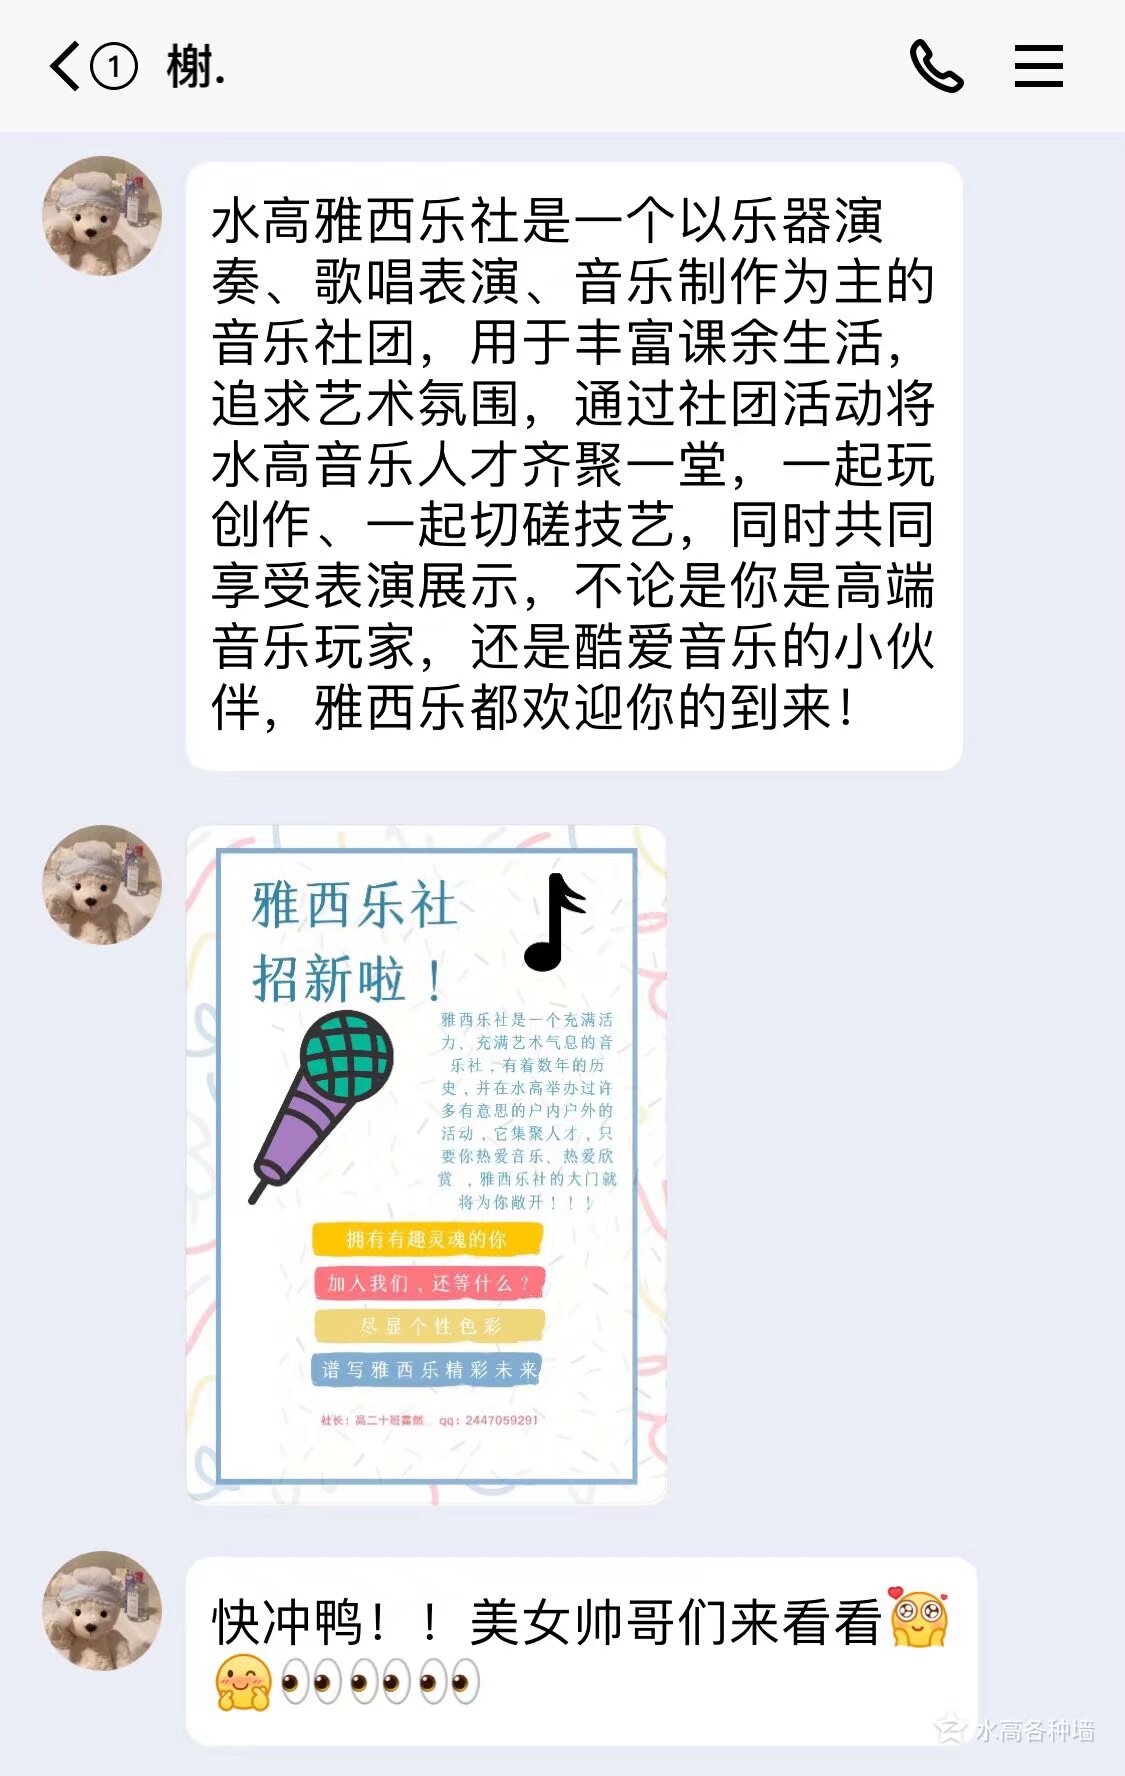 1 榭.
水高雅西乐社是一个以乐器演
奏、歌唱表演、音乐制作为主的
音乐社团，用于丰富课余生活，
追求艺术氛围，通过社团活动将
水高音乐人才齐聚一堂，一起玩
创作、一起切磋技艺，同时共同
享受表演展示，不论是你是高端
音乐玩家，还是酷爱音乐的小伙
伴，雅西乐都欢迎你的到来！
雅西乐社
招新啦！
雅西乐社是一个充满活
力、充满艺术气息的音
乐社，有着数年的历
史，并在水高举办过许
多有意思的户内户外的
活动，它集聚人才，只
要你热爱音乐、热爱欣
赏，雅西乐社的大门就
将为你敞开！！！
拥有有趣灵魂的你
加入我们，还等什么？
尽显个性色彩
谱写雅西乐精彩未来
社长：高二十班霍然 qq：2447059291
快冲鸭！！美女帅哥们来看看
水高各种墙